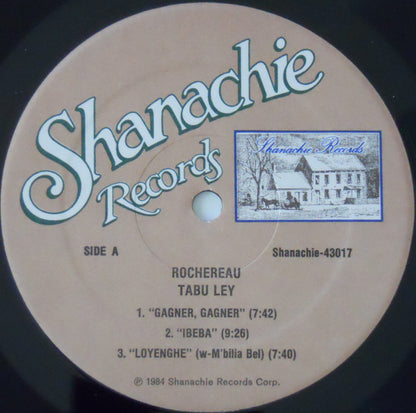 Shanachie
Records
Shanachie Records
SIDE A
Shanachie-43017
ROCHEREAU
TABU LEY
1. "GAGNER, GAGNER" (7:42)
2. "IBEBA" (9:26)
3. "LOYENGHE" (w-M'bilia Bel) (7:40)
℗ 1984 Shanachie Records Corp.